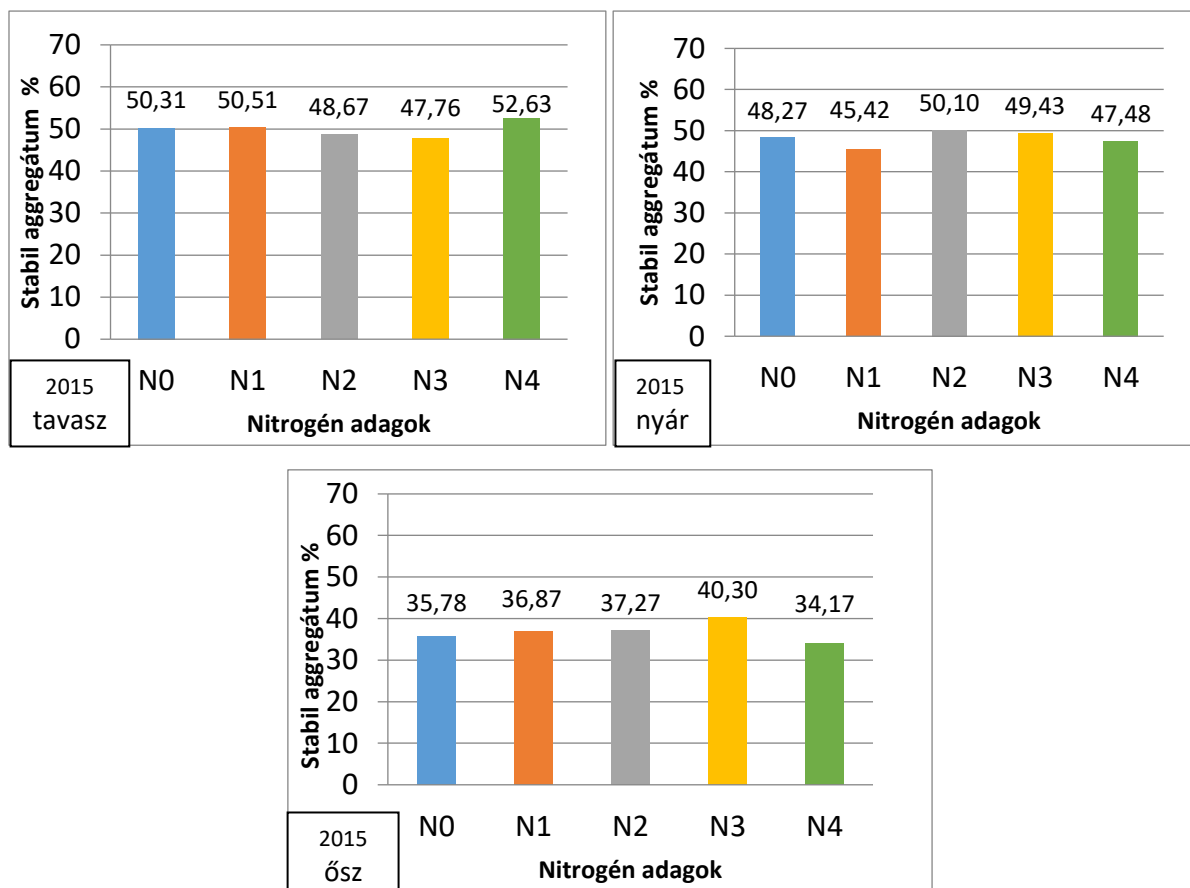 Stabil aggregátum %
70
60
50
40
30
20
10
0
50,31 50,51 48,67 47,76 52,63
N0 N1 N2 N3 N4
Nitrogén adagok
2015
tavasz
Stabil aggregátum %
70
60
50
40
30
20
10
0
48,27 45,42 50,10 49,43 47,48
N0 N1 N2 N3 N4
Nitrogén adagok
2015
nyár
Stabil aggregátum %
70
60
50
40
30
20
10
0
35,78 36,87 37,27 40,30 34,17
N0 N1 N2 N3 N4
Nitrogén adagok
2015
ősz